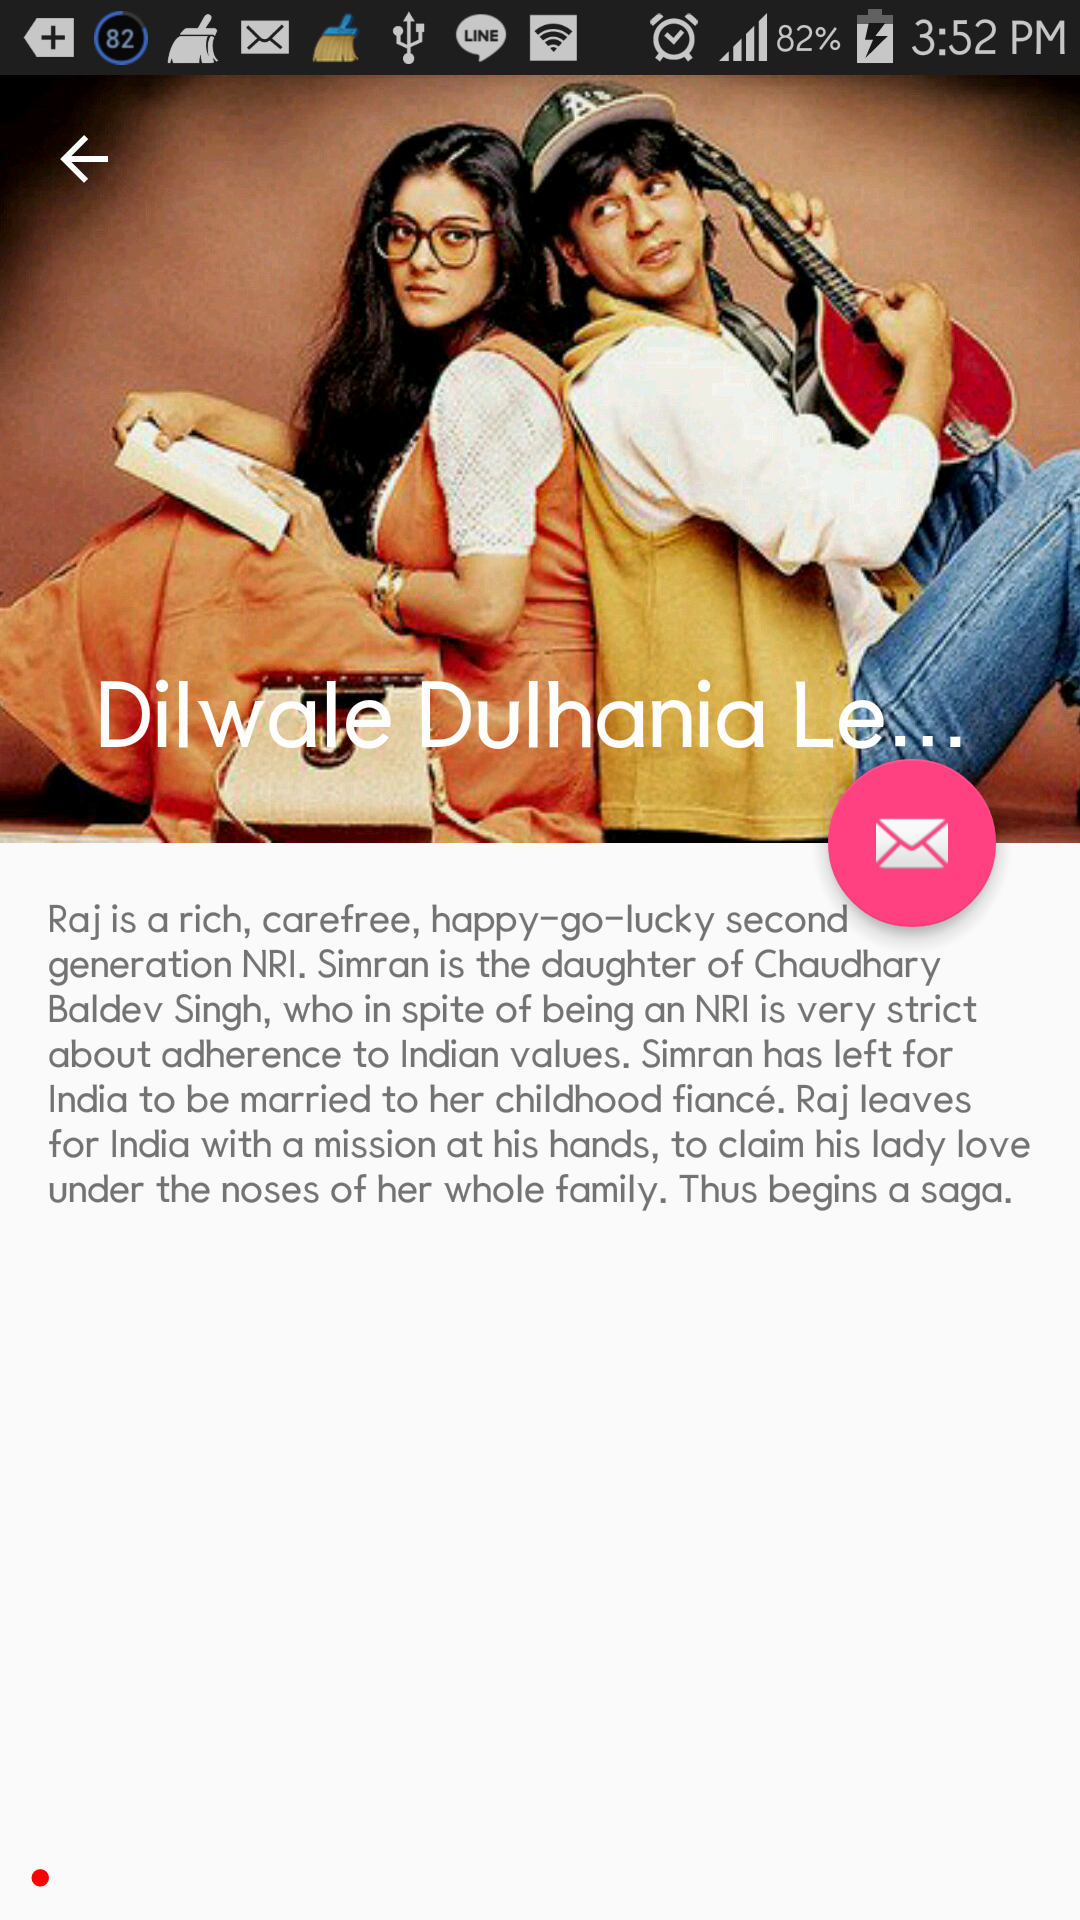 82
LINE
82%
3:52 PM
A's
Dilwale Dulhania Le...
Raj is a rich, carefree, happy-go-lucky second
generation NRI. Simran is the daughter of Chaudhary
Baldev Singh, who in spite of being an NRI is very strict
about adherence to Indian values. Simran has left for
India to be married to her childhood fiancé. Raj leaves
for India with a mission at his hands, to claim his lady love
under the noses of her whole family. Thus begins a saga.